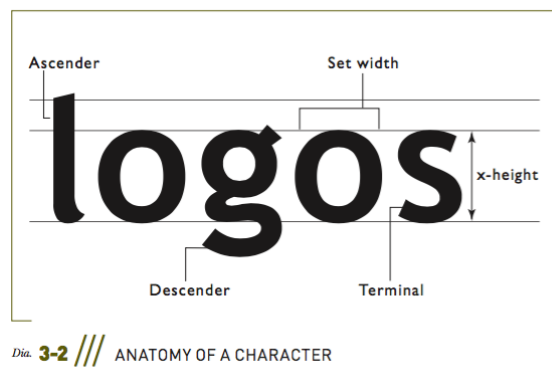 Ascender
Set width
logos
x-height
Descender
Terminal
Dia. 3-2 /// ANATOMY OF A CHARACTER